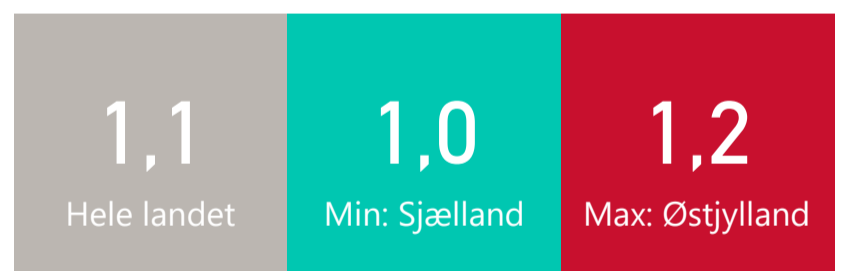 1,1
Hele landet
1,0
Min: Sjælland
1,2
Max: Østjylland